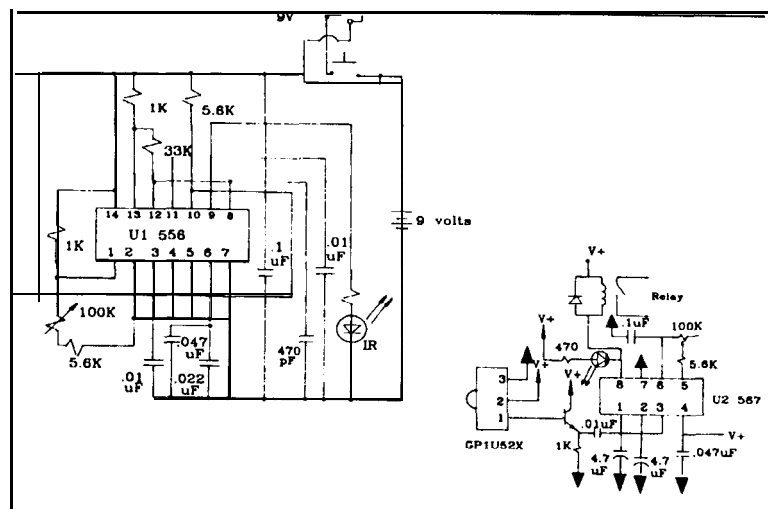 9V
1K
5.6K
33K
14 13 12 11 10 9 8
U1 556
1 2 3 4 5 6 7
1K
100K
5.6K
.01 uF
.047 uF
.022 uF
.1 uF
.01 uF
470 pF
IR
9 volts
V+
Relay
.1uF
100K
5.6K
V+
470
V+
V+
3
2
1
GP1U52X
.01uF
1K
8 7 6 5
U2 567
1 2 3 4
V+
4.7 uF
4.7 uF
.047uF